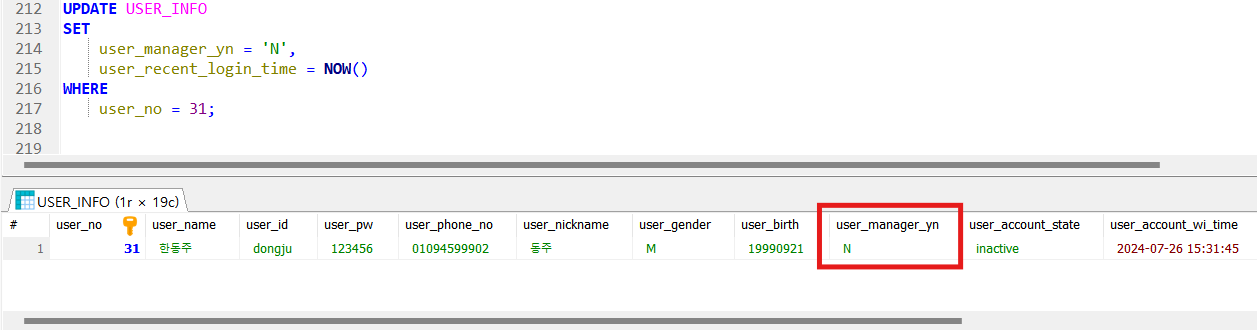 212 UPDATE USER_INFO
213 SET
214 user_manager_yn = 'N',
215 user_recent_login_time = NOW()
216 WHERE
217 user_no = 31;
218
219
USER_INFO (1r × 19c)
# user_no user_name user_id user_pw user_phone_no user_nickname user_gender user_birth user_manager_yn user_account_state user_account_wi_time
1 31 한동주 dongju 123456 01094599902 동주 M 19990921 N inactive 2024-07-26 15:31:45